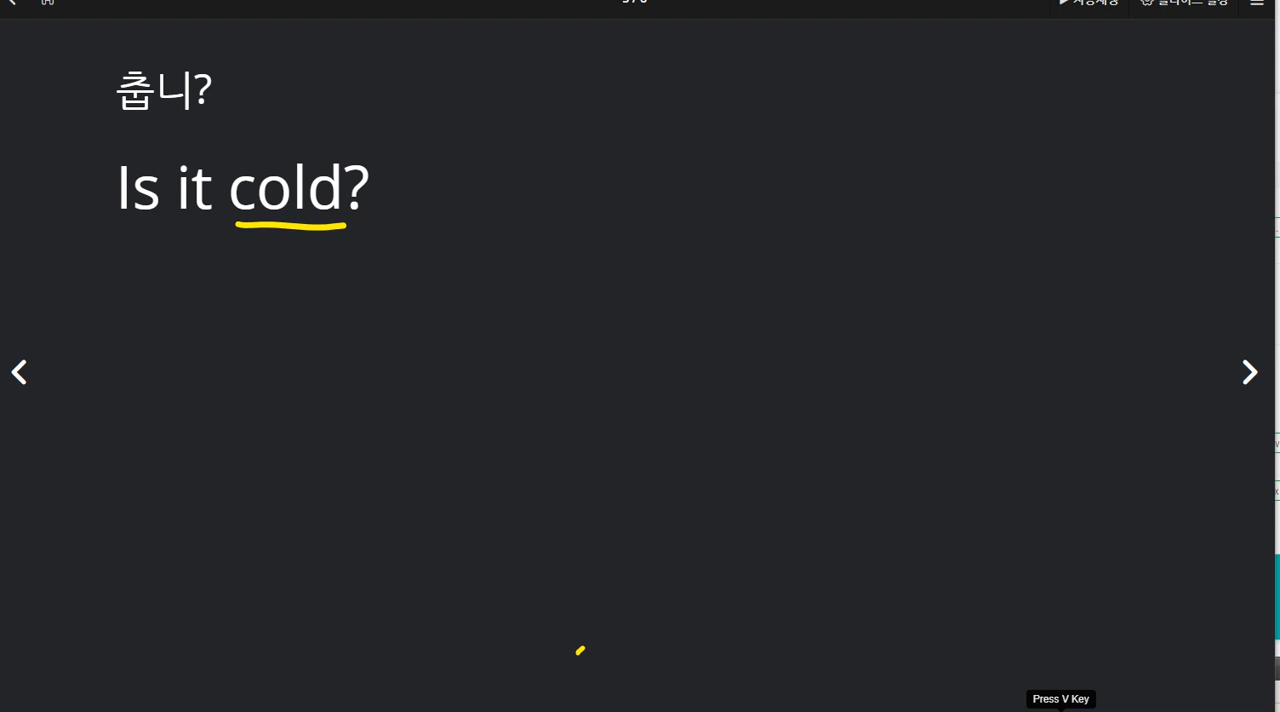 춥니?
Is it cold?
Press V Key